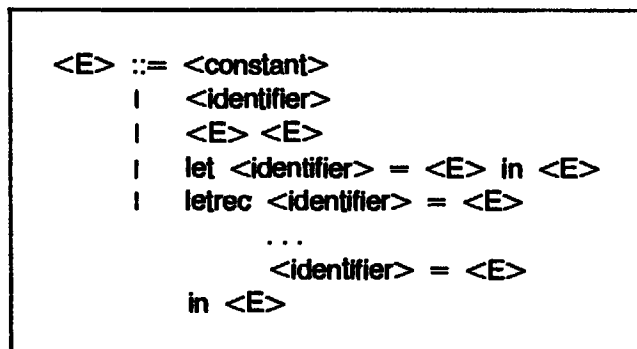 <E> ::= <constant>
| <identifier>
| <E> <E>
| let <identifier> = <E> in <E>
| letrec <identifier> = <E>
...
<identifier> = <E>
in <E>